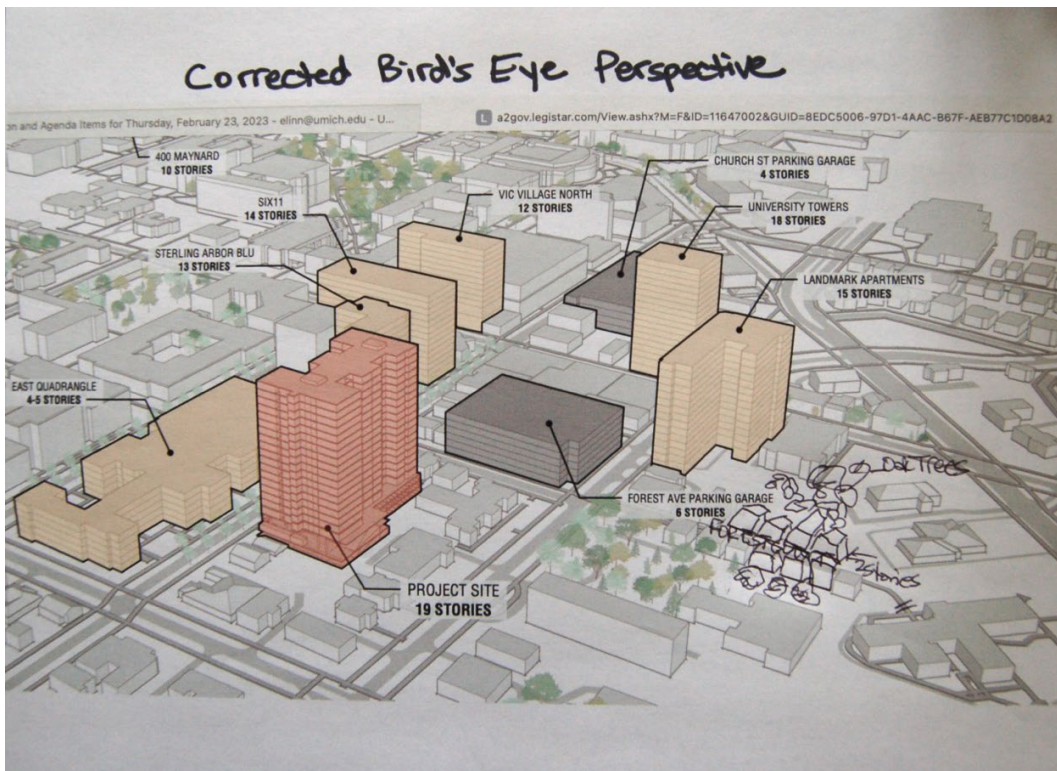 Corrected Bird's Eye Perspective
on and Agenda Items for Thursday, February 23, 2023 - elinn@umich.edu - U...
L a2gov.legistar.com/View.ashx?M=F&ID=11647002&GUID=8EDC5006-97D1-4AAC-B67F-AEB77C1D08A2
400 MAYNARD
10 STORIES
CHURCH ST PARKING GARAGE
4 STORIES
SIX11
14 STORIES
VIC VILLAGE NORTH
12 STORIES
UNIVERSITY TOWERS
18 STORIES
STERLING ARBOR BLU
13 STORIES
LANDMARK APARTMENTS
15 STORIES
EAST QUADRANGLE
4-5 STORIES
Oak Trees
FOREST AVE PARKING GARAGE
6 STORIES
2 stories
PROJECT SITE
19 STORIES